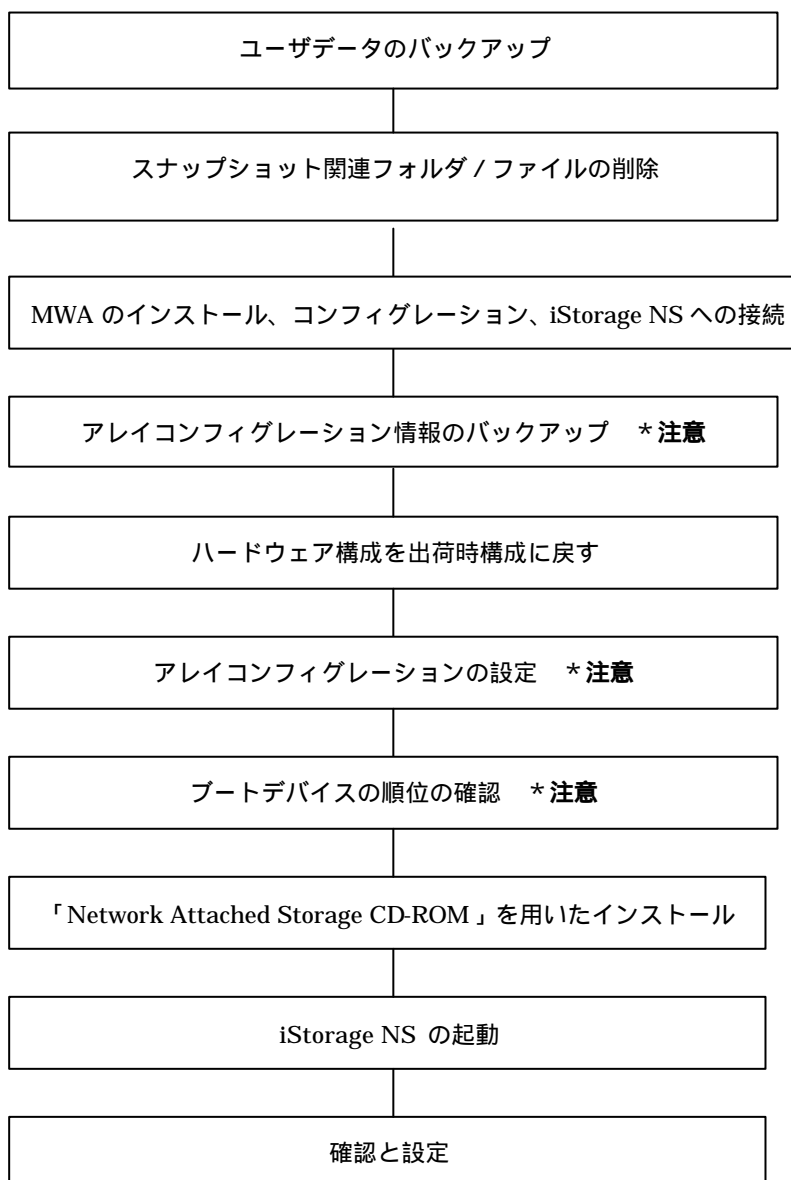 ユーザデータのバックアップ
スナップショット関連フォルダ / ファイルの削除
MWA のインストール、コンフィグレーション、iStorage NS への接続
アレイコンフィグレーション情報のバックアップ *注意
ハードウェア構成を出荷時構成に戻す
アレイコンフィグレーションの設定 *注意
ブートデバイスの順位の確認 *注意
「Network Attached Storage CD-ROM」を用いたインストール
iStorage NS の起動
確認と設定